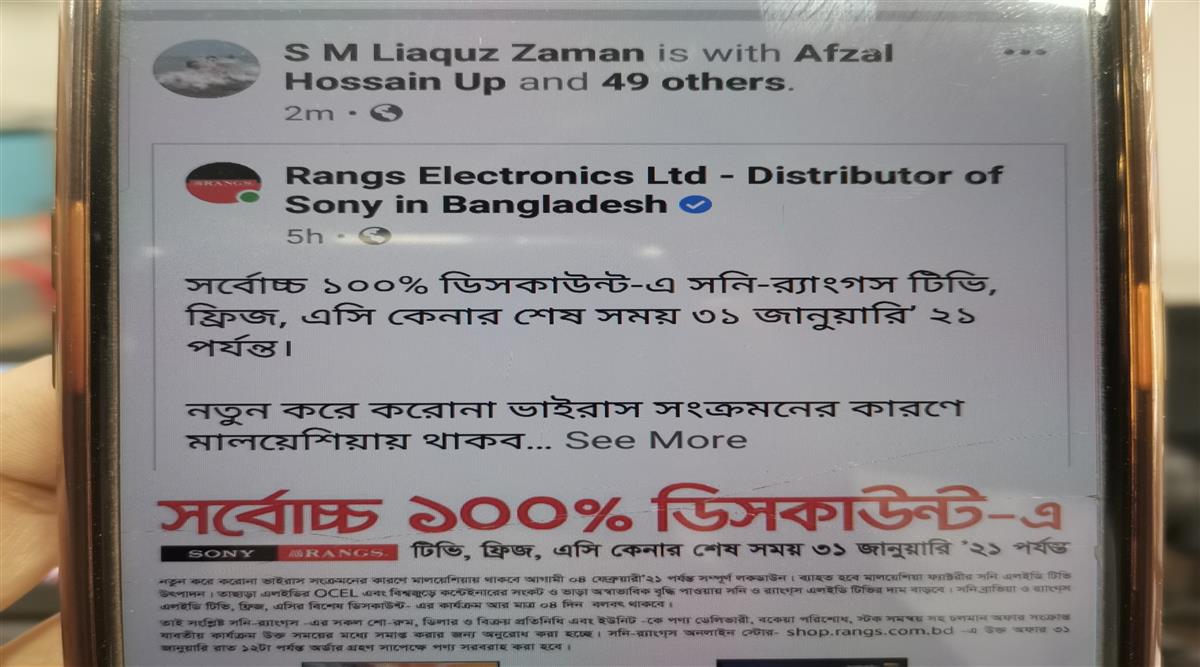 S M Liaquz Zaman is with Afzal
Hossain Up and 49 others.
2m
RANGS
Rangs Electronics Ltd - Distributor of
Sony in Bangladesh
5h
সর্বোচ্চ ১০০% ডিসকাউন্ট-এ সনি-র‍্যাংগস টিভি,
ফ্রিজ, এসি কেনার শেষ সময় ৩১ জানুয়ারি' ২১
পর্যন্ত।
নতুন করে করোনা ভাইরাস সংক্রমনের কারণে
মালয়েশিয়ায় থাকব... See More
সর্বোচ্চ ১০০% ডিসকাউন্ট-এ
SONY RANGS. টিভি, ফ্রিজ, এসি কেনার শেষ সময় ৩১ জানুয়ারি '২১ পর্যন্ত
নতুন করে করোনা ভাইরাস সংক্রমনের কারণে মালয়েশিয়ায় থাকবে আগামী ০৪ ফেব্রুয়ারী'২১ পর্যন্ত সম্পূর্ণ লকডাউন। ব্যাহত হবে মালয়েশিয়া ফ্যাক্টরীর সনি এলইডি টিভি
উৎপাদন। তাছাড়া এলইডির OCEL এবং বিশ্বজুড়ে কন্টেইনারের সংকট ও ভাড়া অস্বাভাবিক বৃদ্ধি পাওয়ায় সনি ও র‍্যাংগস এলইডি টিভির দাম বাড়বে। সনি-ব্রাভিয়া ও র‍্যাংগস
এলইডি টিভি, ফ্রিজ, এসির বিশেষ ডিসকাউন্ট- এর কার্যক্রম আর মাত্র ০৪ দিন বলবৎ থাকবে।
তাই সংশ্লিষ্ট সনি-র‍্যাংগস -এর সকল শো-রুম, ডিলার ও বিক্রয় প্রতিনিধি এবং ইউনিট -কে পণ্য ডেলিভারী, বকেয়া পরিশোধ, স্টক সমন্বয় সহ চলমান অফার সংক্রান্ত
যাবতীয় কার্যক্রম উক্ত সময়ের মধ্যে সমাপ্ত করার জন্য অনুরোধ করা হচ্ছে। সনি-র‍্যাংগস অনলাইন স্টোর- shop.rangs.com.bd -এ উক্ত অফার ৩১
জানুয়ারি রাত ১২টা পর্যন্ত অর্ডার গ্রহণ সাপেক্ষে পণ্য সরবরাহ করা হবে।